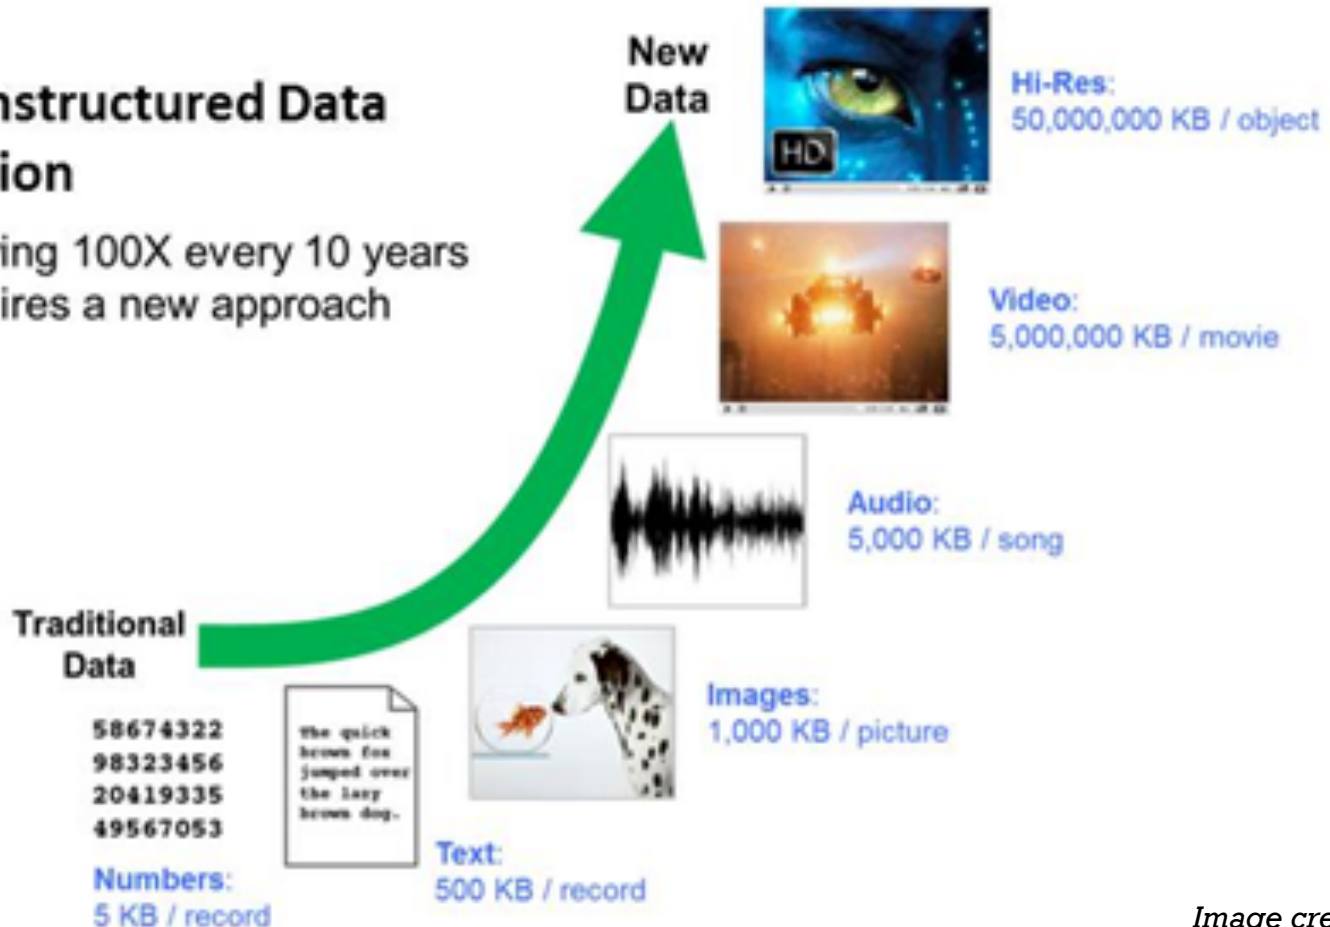 nstructured Data
ion
ing 100X every 10 years
ires a new approach
New
Data
HD
Hi-Res:
50,000,000 KB / object
Video:
5,000,000 KB / movie
Audio:
5,000 KB / song
Traditional
Data
Images:
1,000 KB / picture
58674322
98323456
20419335
49567053
The quick
brown fox
jumped over
the lazy
brown dog.
Text:
500 KB / record
Numbers:
5 KB / record
Image cre